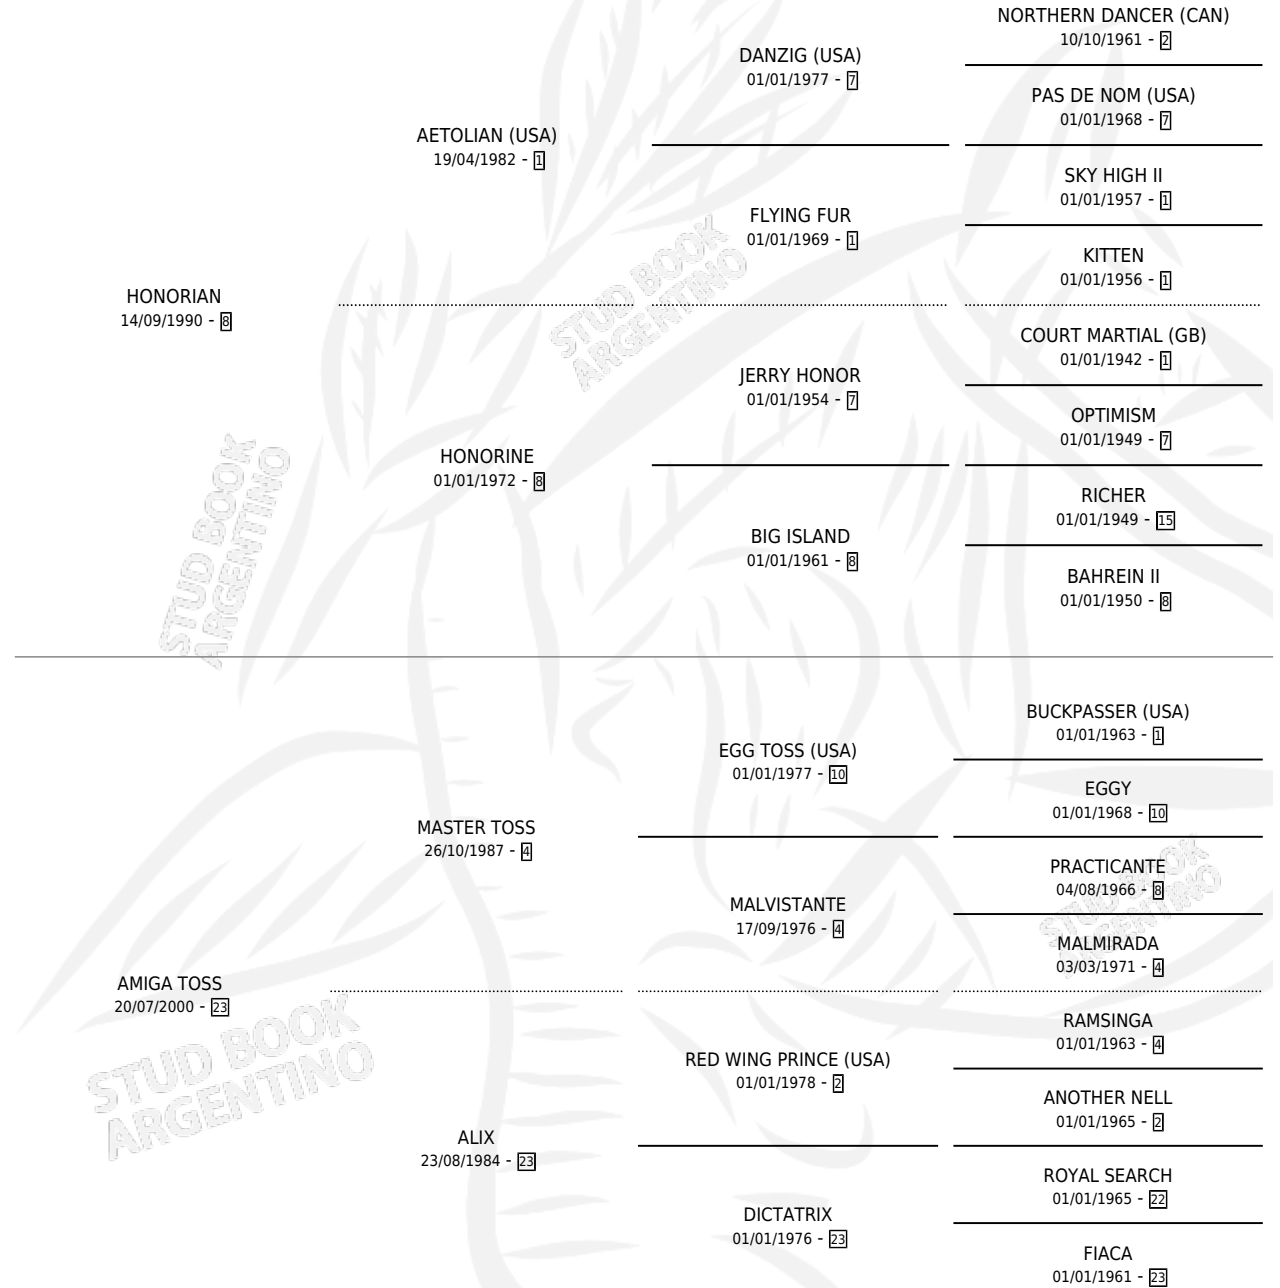 NORTHERN DANCER (CAN)
10/10/1961 - 2
DANZIG (USA)
01/01/1977 - 7
PAS DE NOM (USA)
01/01/1968 - 7
AETOLIAN (USA)
19/04/1982 - 1
SKY HIGH II
01/01/1957 - 1
FLYING FUR
01/01/1969 - 1
KITTEN
01/01/1956 - 1
HONORIAN
14/09/1990 - 8
STUD BOOK
ARGENTINO
COURT MARTIAL (GB)
01/01/1942 - 1
JERRY HONOR
01/01/1954 - 7
OPTIMISM
01/01/1949 - 7
HONORINE
01/01/1972 - 8
RICHER
01/01/1949 - 15
BIG ISLAND
01/01/1961 - 8
BAHREIN II
01/01/1950 - 8
STUD BOOK
ARGENTINO
BUCKPASSER (USA)
01/01/1963 - 1
EGG TOSS (USA)
01/01/1977 - 10
EGGY
01/01/1968 - 10
MASTER TOSS
26/10/1987 - 4
PRACTICANTE
04/08/1966 - 8
MALVISTANTE
17/09/1976 - 4
STUD BOOK
ARGENTINO
MALMIRADA
03/03/1971 - 4
AMIGA TOSS
20/07/2000 - 23
RAMSINGA
01/01/1963 - 4
RED WING PRINCE (USA)
01/01/1978 - 2
STUD BOOK
ARGENTINO
ANOTHER NELL
01/01/1965 - 2
ALIX
23/08/1984 - 23
ROYAL SEARCH
01/01/1965 - 22
DICTATRIX
01/01/1976 - 23
FIACA
01/01/1961 - 23